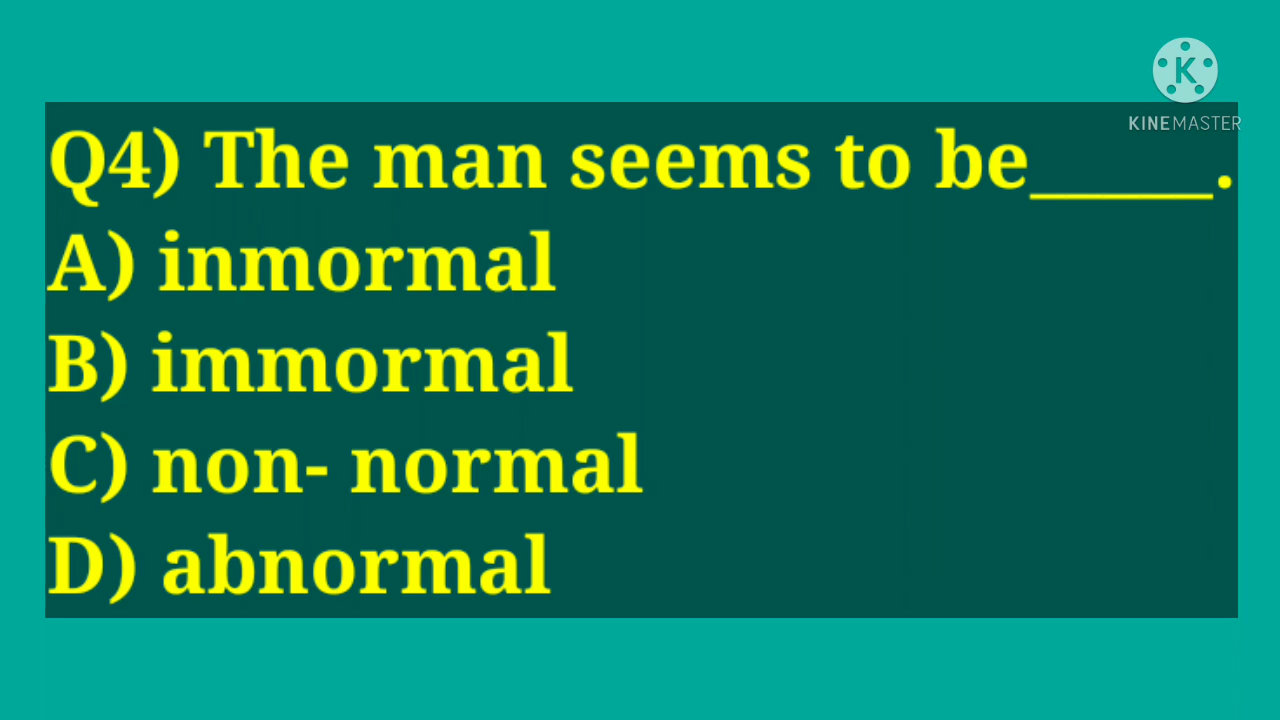 KINEMASTER
Q4) The man seems to be_____.
A) inmormal
B) immormal
C) non- normal
D) abnormal